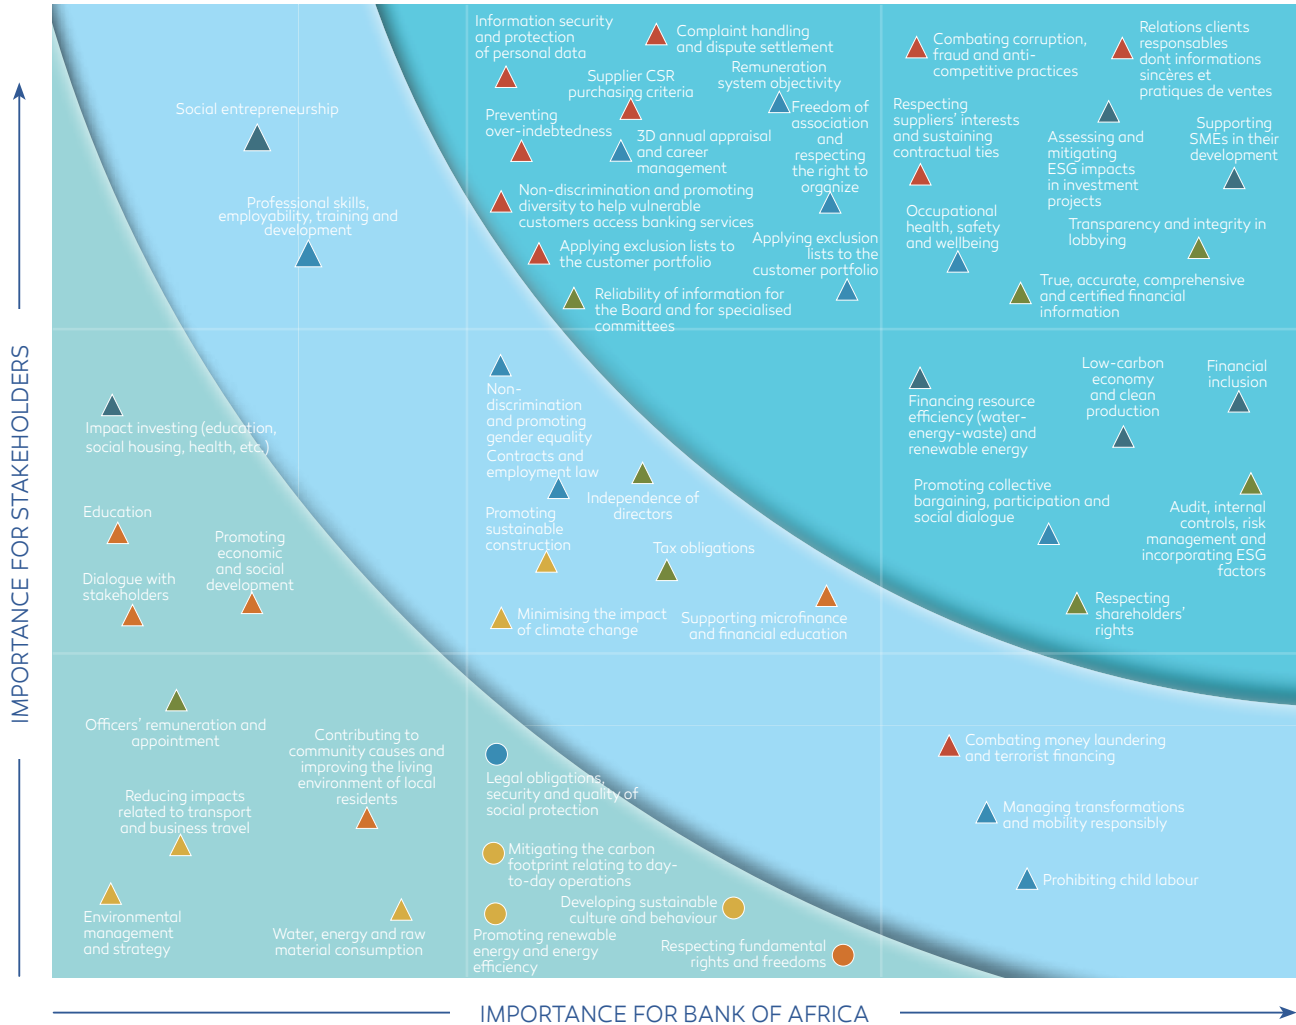 Information security
and protection
of personal data
Complaint handling
and dispute settlement
Supplier CSR
purchasing criteria
Remuneration
system objectivity
Preventing
over-indebtedness
3D annual appraisal
and career
management
Freedom of
association
and
respecting
the right to
organize
Non-discrimination and promoting
diversity to help vulnerable
customers access banking services
Applying exclusion lists to
the customer portfolio
Applying exclusion
lists to the
customer portfolio
Reliability of information for
the Board and for specialised
committees
Combating corruption,
fraud and anti-
competitive practices
Relations clients
responsables
dont informations
sincères et
pratiques de ventes
Respecting
suppliers' interests
and sustaining
contractual ties
Assessing and
mitigating
ESG impacts
in investment
projects
Supporting
SMEs in their
development
Occupational
health, safety
and wellbeing
Transparency and integrity in
lobbying
True, accurate, comprehensive
and certified financial
information
Social entrepreneurship
Professional skills,
employability, training and
development
IMPORTANCE FOR STAKEHOLDERS
Impact investing (education,
social housing, health, etc.)
Education
Promoting
economic
and social
development
Dialogue with
stakeholders
Non-
discrimination
and promoting
gender equality
Contracts and
employment law
Independence of
directors
Promoting
sustainable
construction
Tax obligations
Minimising the impact
of climate change
Supporting microfinance
and financial education
Financing resource
efficiency (water-
energy-waste) and
renewable energy
Low-carbon
economy
and clean
production
Financial
inclusion
Promoting collective
bargaining, participation and
social dialogue
Audit, internal
controls, risk
management and
incorporating ESG
factors
Respecting
shareholders'
rights
Officers' remuneration and
appointment
Contributing to
community causes and
improving the living
environment of local
residents
Reducing impacts
related to transport
and business travel
Environmental
management
and strategy
Water, energy and raw
material consumption
Legal obligations,
security and quality of
social protection
Mitigating the carbon
footprint relating to day-
to-day operations
Developing sustainable
culture and behaviour
Promoting renewable
energy and energy
efficiency
Respecting fundamental
rights and freedoms
Combating money laundering
and terrorist financing
Managing transformations
and mobility responsibly
Prohibiting child labour
IMPORTANCE FOR BANK OF AFRICA